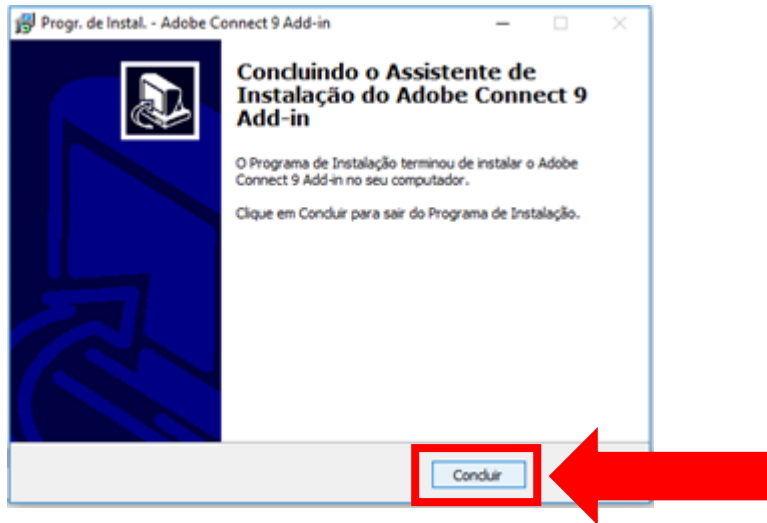 Progr. de Instal. - Adobe Connect 9 Add-in
Concluindo o Assistente de
Instalação do Adobe Connect 9
Add-in
O Programa de Instalação terminou de instalar o Adobe
Connect 9 Add-in no seu computador.
Clique em Concluir para sair do Programa de Instalação.
Concluir